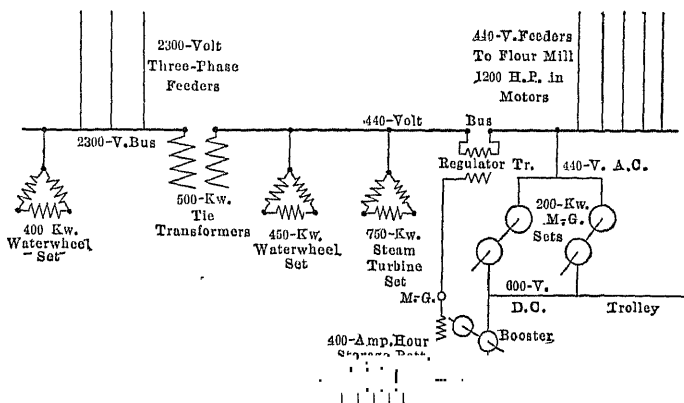 2300-Volt
Three-Phase
Feeders
440-V. Feeders
To Flour Mill
1200 H.P. in
Motors
440-Volt
Bus
2300-V. Bus
Regulator Tr.
440-V. A.C.
500-Kw.
Tie
Transformers
400 Kw.
Waterwheel
Set
450-Kw.
Waterwheel
Set
750-Kw.
Steam
Turbine
Set
200-Kw.
M.-G.
Sets
M.-G.
600-V.
D.C.
Trolley
Booster
400-Amp. Hour